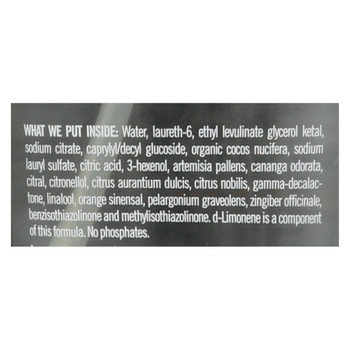 WHAT WE PUT INSIDE: Water, laureth-6, ethyl levulinate glycerol ketal,
sodium citrate, caprylyl/decyl glucoside, organic cocos nucifera, sodium
lauryl sulfate, citric acid, 3-hexenol, artemisia pallens, cananga odorata,
citral, citronellol, citrus aurantium dulcis, citrus nobilis, gamma-decalac-
tone, linalool, orange sinensal, pelargonium graveolens, zingiber officinale,
benzisothiazolinone and methylisothiazolinone. d-Limonene is a component
of this formula. No phosphates.